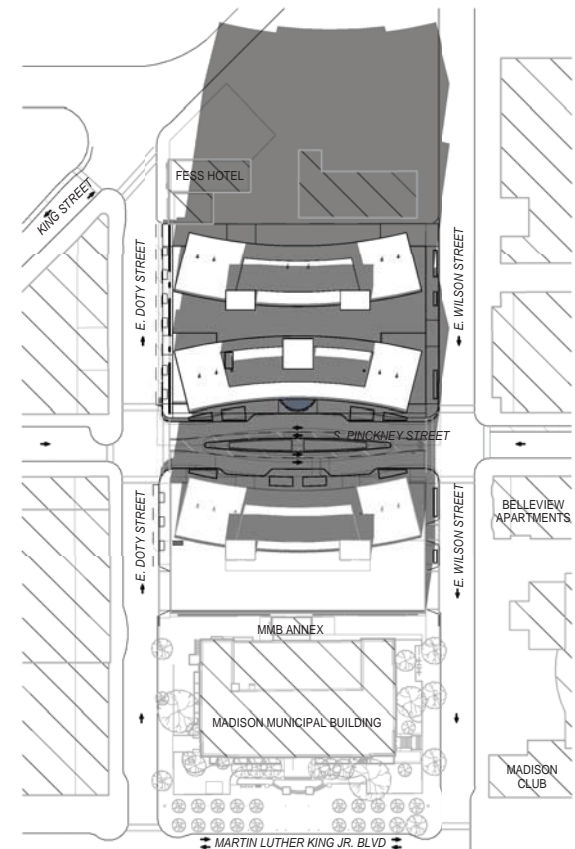 FESS HOTEL
KING STREET
E. DOTY STREET
E. WILSON STREET
S. PINCKNEY STREET
E. DOTY STREET
E. WILSON STREET
BELLEVIEW
APARTMENTS
MMB ANNEX
MADISON MUNICIPAL BUILDING
MADISON
CLUB
MARTIN LUTHER KING JR. BLVD